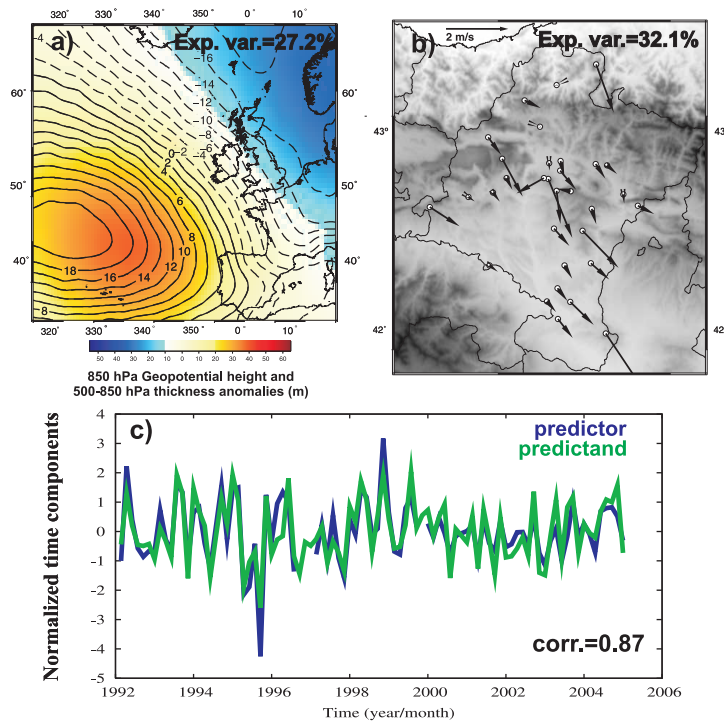 320˚ 330˚ 340˚ 350˚ 0˚ 10˚
a) Exp. var.=27.2%
60˚
50˚
40˚
-4
-16
-14
-12
-10
-8
-6
-4
-2
0
2
4
6
8
10
12
14
16
18
8
320˚ 330˚ 340˚ 350˚ 0˚ 10˚
50 40 30 20 10 0 10 20 30 40 50 60
850 hPa Geopotential height and
500-850 hPa thickness anomalies (m)
b) 2 m/s Exp. var.=32.1%
43˚
42˚
43
42
c)
predictor
predictand
corr.=0.87
Normalized time components
4
3
2
1
0
-1
-2
-3
-4
-5
1992 1994 1996 1998 2000 2002 2004 2006
Time (year/month)